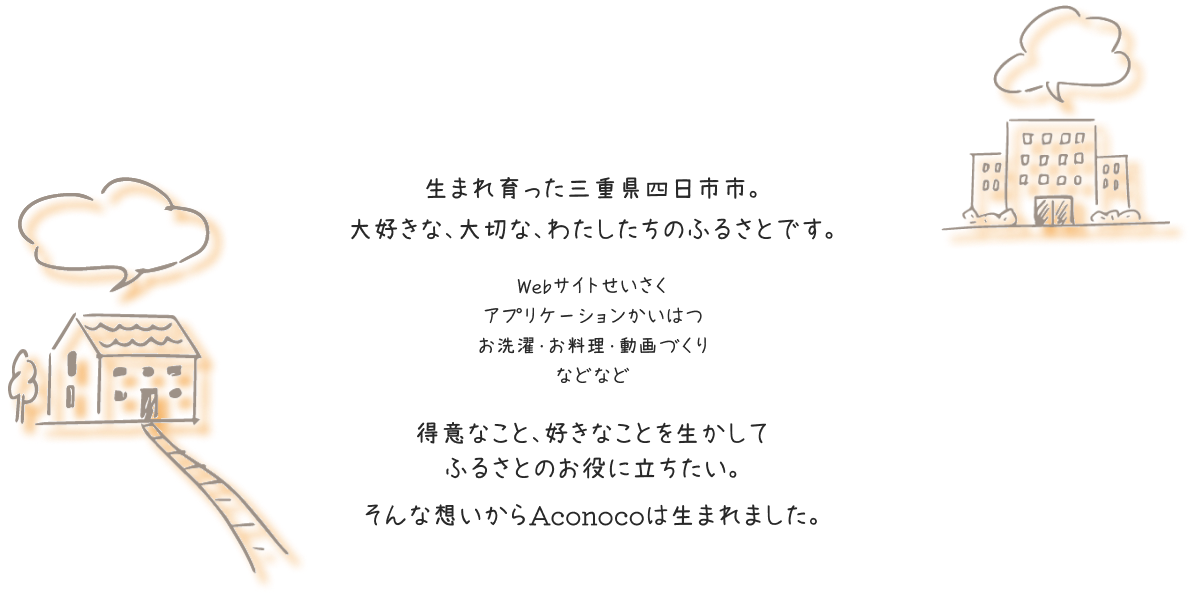 生まれ育った三重県四日市市。
大好きな、大切な、わたしたちのふるさとです。
Webサイトせいさく
アプリケーションかいはつ
お洗濯·お料理·動画づくり
などなど
得意なこと、好きなことを生かして
ふるさとのお役に立ちたい。
そんな想いからAconocoは生まれました。